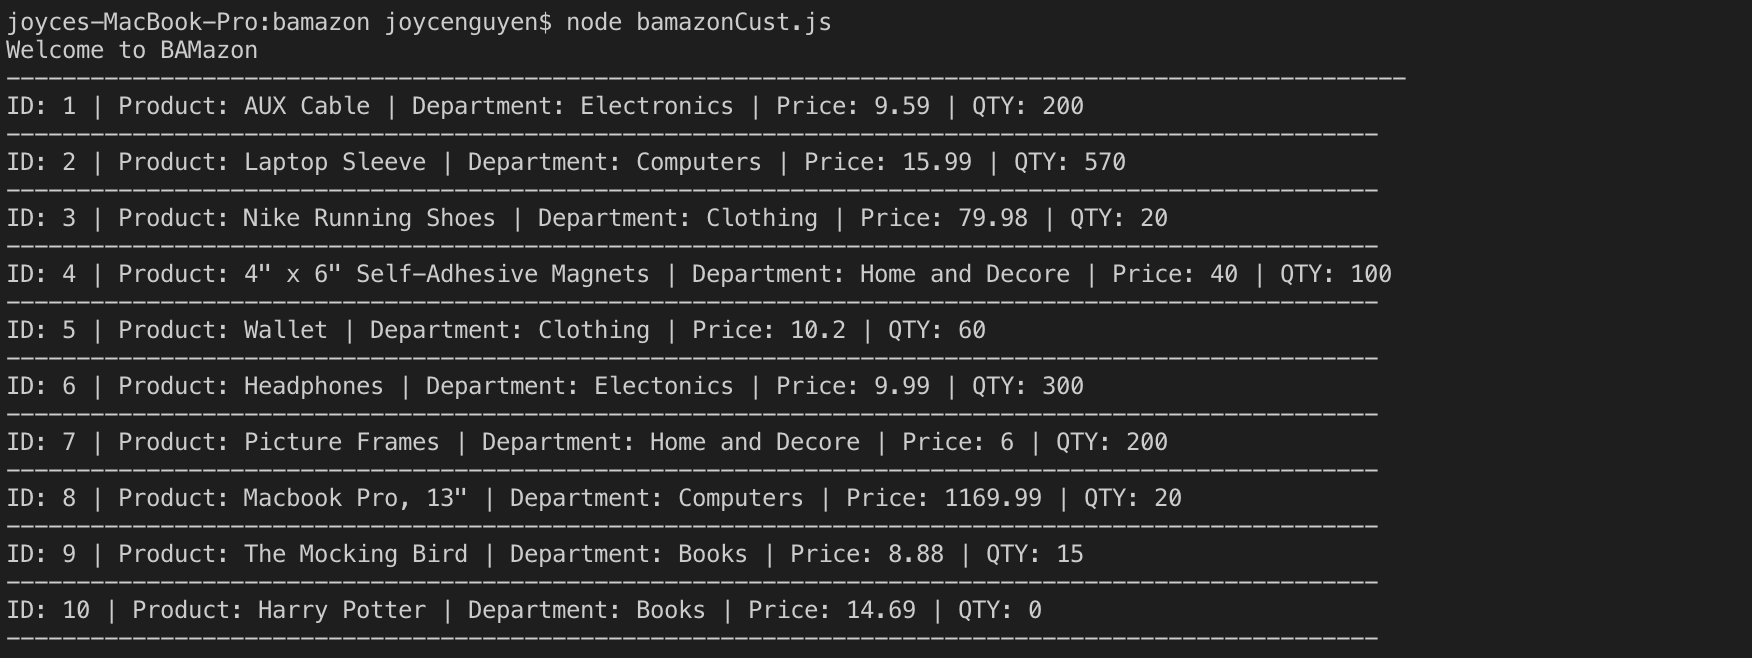 joyces-MacBook-Pro:bamazon joycenguyen$ node bamazonCust.js
Welcome to BAMazon
----------------------------------------------------------------------------------------------------
ID: 1 | Product: AUX Cable | Department: Electronics | Price: 9.59 | QTY: 200
--------------------------------------------------------------------------------------------------
ID: 2 | Product: Laptop Sleeve | Department: Computers | Price: 15.99 | QTY: 570
--------------------------------------------------------------------------------------------------
ID: 3 | Product: Nike Running Shoes | Department: Clothing | Price: 79.98 | QTY: 20
--------------------------------------------------------------------------------------------------
ID: 4 | Product: 4" x 6" Self-Adhesive Magnets | Department: Home and Decore | Price: 40 | QTY: 100
--------------------------------------------------------------------------------------------------
ID: 5 | Product: Wallet | Department: Clothing | Price: 10.2 | QTY: 60
--------------------------------------------------------------------------------------------------
ID: 6 | Product: Headphones | Department: Electonics | Price: 9.99 | QTY: 300
--------------------------------------------------------------------------------------------------
ID: 7 | Product: Picture Frames | Department: Home and Decore | Price: 6 | QTY: 200
--------------------------------------------------------------------------------------------------
ID: 8 | Product: Macbook Pro, 13" | Department: Computers | Price: 1169.99 | QTY: 20
--------------------------------------------------------------------------------------------------
ID: 9 | Product: The Mocking Bird | Department: Books | Price: 8.88 | QTY: 15
--------------------------------------------------------------------------------------------------
ID: 10 | Product: Harry Potter | Department: Books | Price: 14.69 | QTY: 0
--------------------------------------------------------------------------------------------------